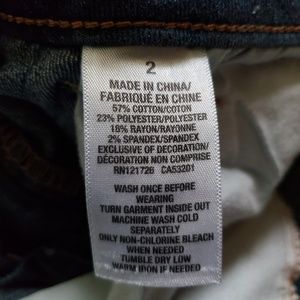 2
MADE IN CHINA/
FABRIQUÉ EN CHINE
57% COTTON/COTON
23% POLYESTER/POLYESTER
18% RAYON/RAYONNE
2% SPANDEX/SPANDEX
EXCLUSIVE OF DECORATION/
DÉCORATION NON COMPRISE
RN121726 CA53201
WASH ONCE BEFORE
WEARING
TURN GARMENT INSIDE OUT
MACHINE WASH COLD
SEPARATELY
ONLY NON-CHLORINE BLEACH
WHEN NEEDED
TUMBLE DRY LOW
WARM IRON IF NEEDED